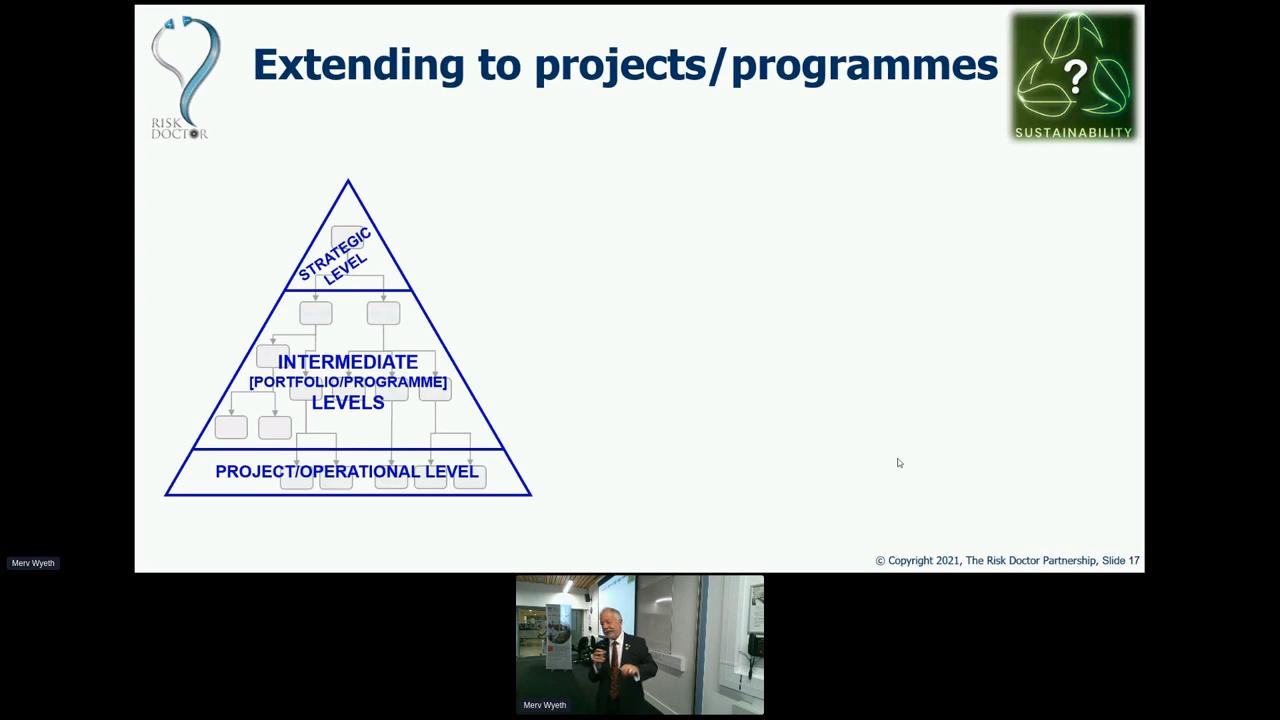 RISK
DOCTOR
Extending to projects/programmes
?
SUSTAINABILITY
STRATEGIC
LEVEL
INTERMEDIATE
[PORTFOLIO/PROGRAMME]
LEVELS
PROJECT/OPERATIONAL LEVEL
© Copyright 2021, The Risk Doctor Partnership, Slide 17
Merv Wyeth
Merv Wyeth